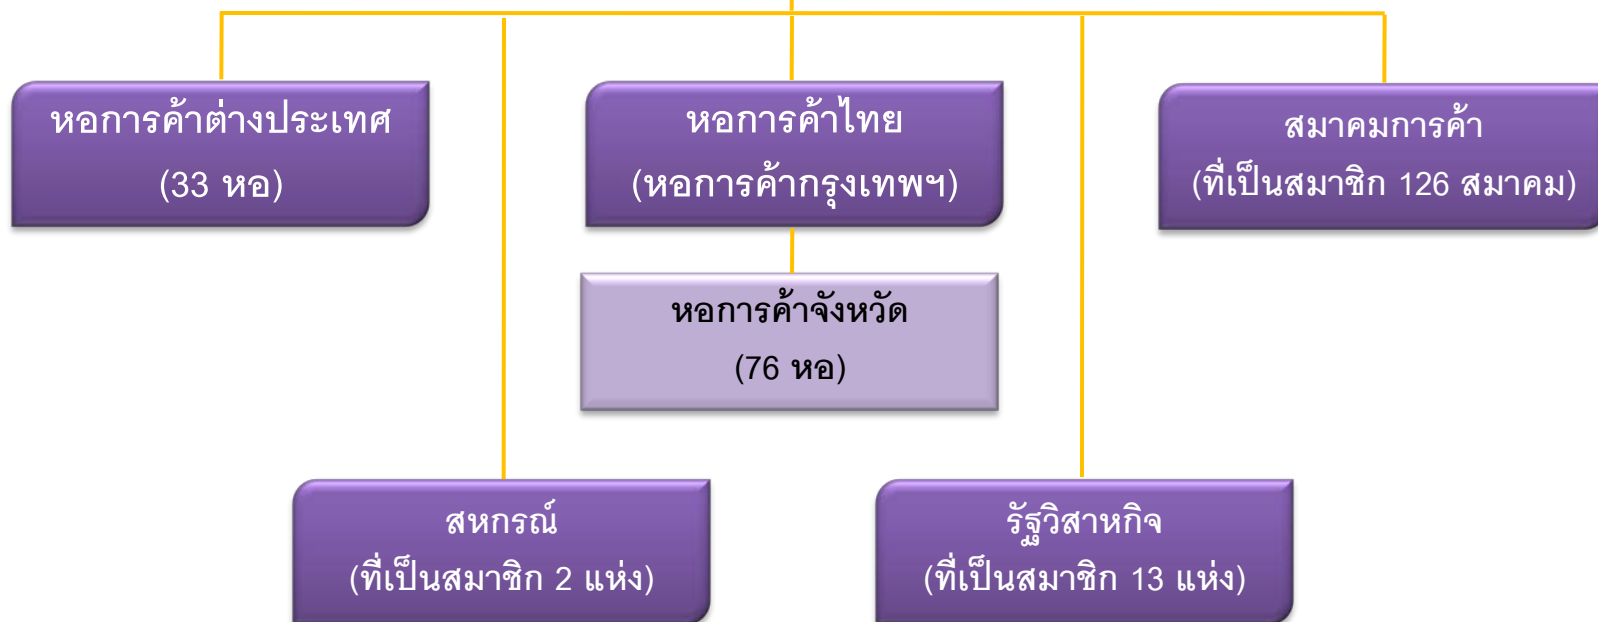 หอการค้าต่างประเทศ
(33 หอ)
หอการค้าไทย
(หอการค้ากรุงเทพฯ)
สมาคมการค้า
(ที่เป็นสมาชิก 126 สมาคม)
หอการค้าจังหวัด
(76 หอ)
สหกรณ์
(ที่เป็นสมาชิก 2 แห่ง)
รัฐวิสาหกิจ
(ที่เป็นสมาชิก 13 แห่ง)